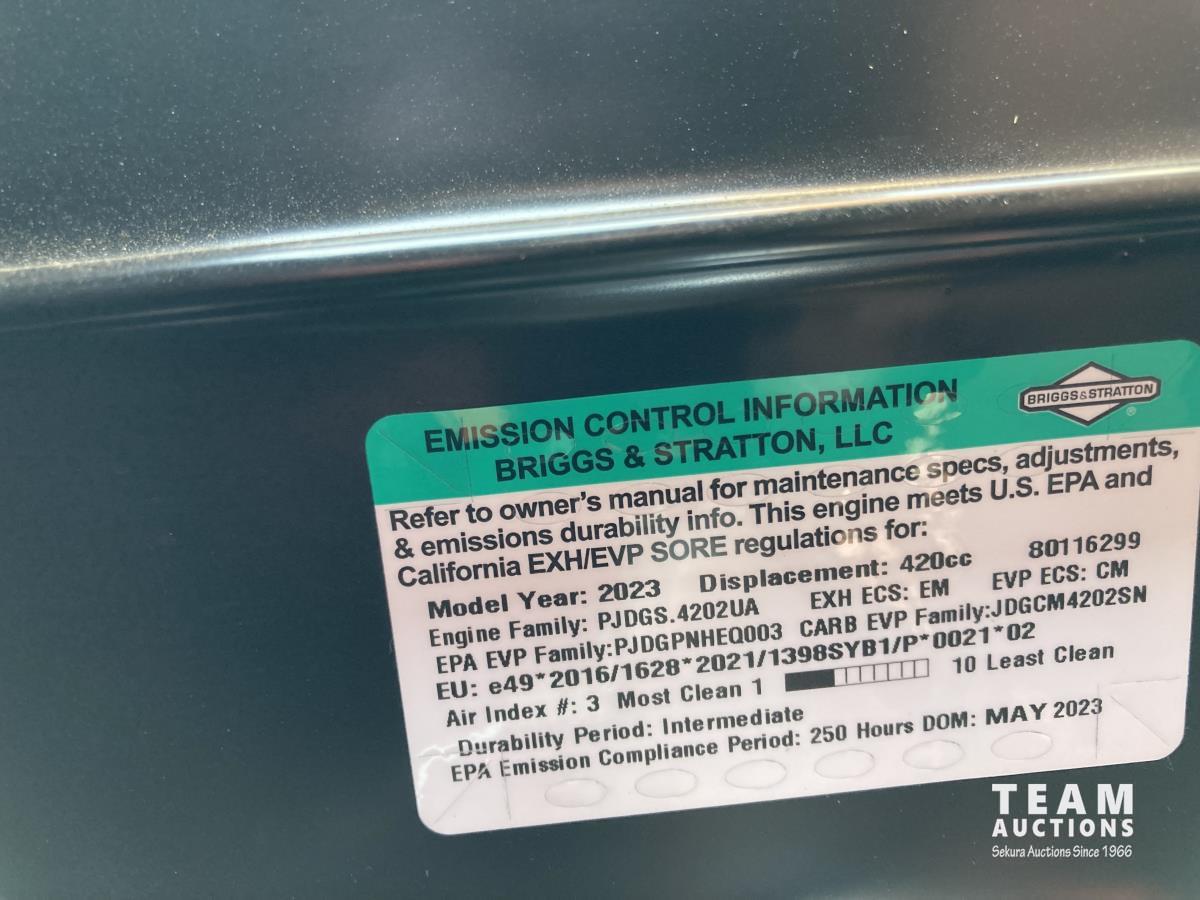 EMISSION CONTROL INFORMATION
BRIGGS & STRATTON, LLC
BRIGGS&STRATTON®
Refer to owner's manual for maintenance specs, adjustments,
& emissions durability info. This engine meets U.S. EPA and
California EXH/EVP SORE regulations for:
80116299
Model Year: 2023 Displacement: 420cc
Engine Family: PJDGS.4202UA EXH ECS: EM EVP ECS: CM
EPA EVP Family:PJDGPNHEQ003 CARB EVP Family:JDGCM4202SN
EU: e49*2016/1628*2021/1398SYB1/P*0021*02
Air Index #: 3 Most Clean 1 10 Least Clean
Durability Period: Intermediate
EPA Emission Compliance Period: 250 Hours DOM: MAY 2023
TEAM
AUCTIONS
Sekura Auctions Since 1966